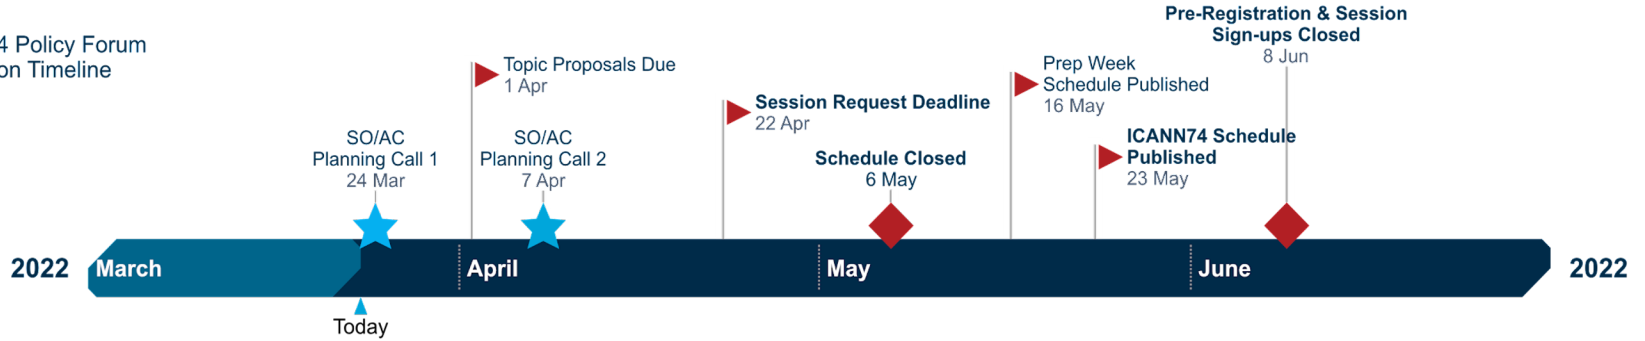 4 Policy Forum
on Timeline
Topic Proposals Due
1 Apr
SO/AC
Planning Call 1
24 Mar
SO/AC
Planning Call 2
7 Apr
Session Request Deadline
22 Apr
Schedule Closed
6 May
Prep Week
Schedule Published
16 May
ICANN74 Schedule
Published
23 May
Pre-Registration & Session
Sign-ups Closed
8 Jun
2022
March
April
May
June
2022
Today